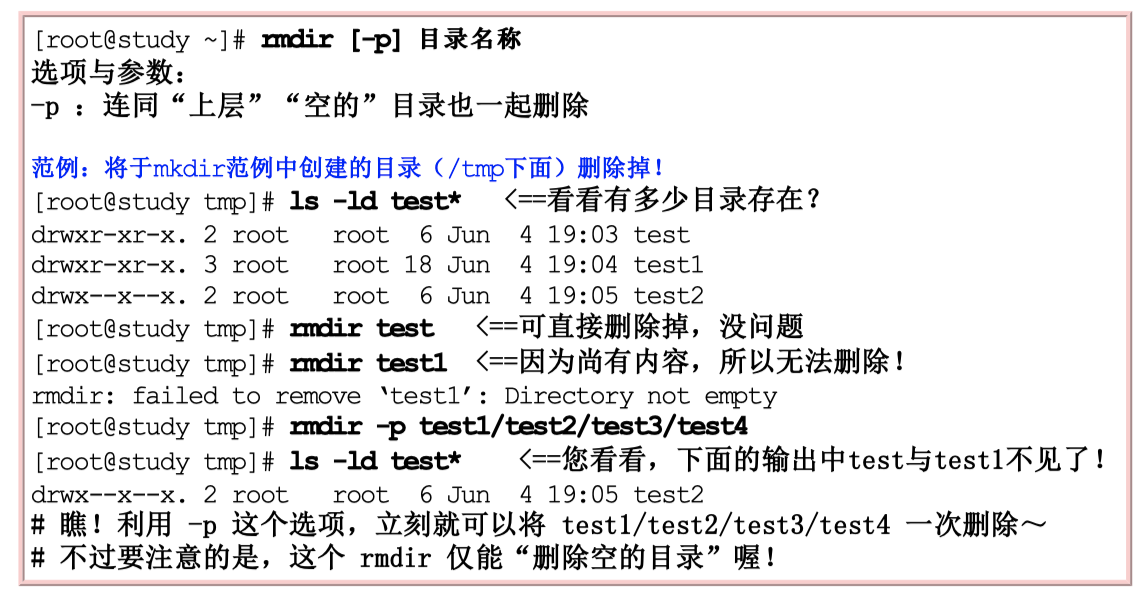 [root@study ~]# rmdir [-p] 目录名称
选项与参数：
-p ：连同“上层”“空的”目录也一起删除
范例：将于mkdir范例中创建的目录（/tmp下面）删除掉！
[root@study tmp]# ls -ld test*   <==看看有多少目录存在？
drwxr-xr-x. 2 root   root  6 Jun  4 19:03 test
drwxr-xr-x. 3 root   root 18 Jun  4 19:04 test1
drwx--x--x. 2 root   root  6 Jun  4 19:05 test2
[root@study tmp]# rmdir test   <==可直接删除掉，没问题
[root@study tmp]# rmdir test1  <==因为尚有内容，所以无法删除！
rmdir: failed to remove ‘test1’: Directory not empty
[root@study tmp]# rmdir -p test1/test2/test3/test4
[root@study tmp]# ls -ld test*    <==您看看，下面的输出中test与test1不见了！
drwx--x--x. 2 root   root  6 Jun  4 19:05 test2
# 瞧！利用 -p 这个选项，立刻就可以将 test1/test2/test3/test4 一次删除～
# 不过要注意的是，这个 rmdir 仅能“删除空的目录”喔！